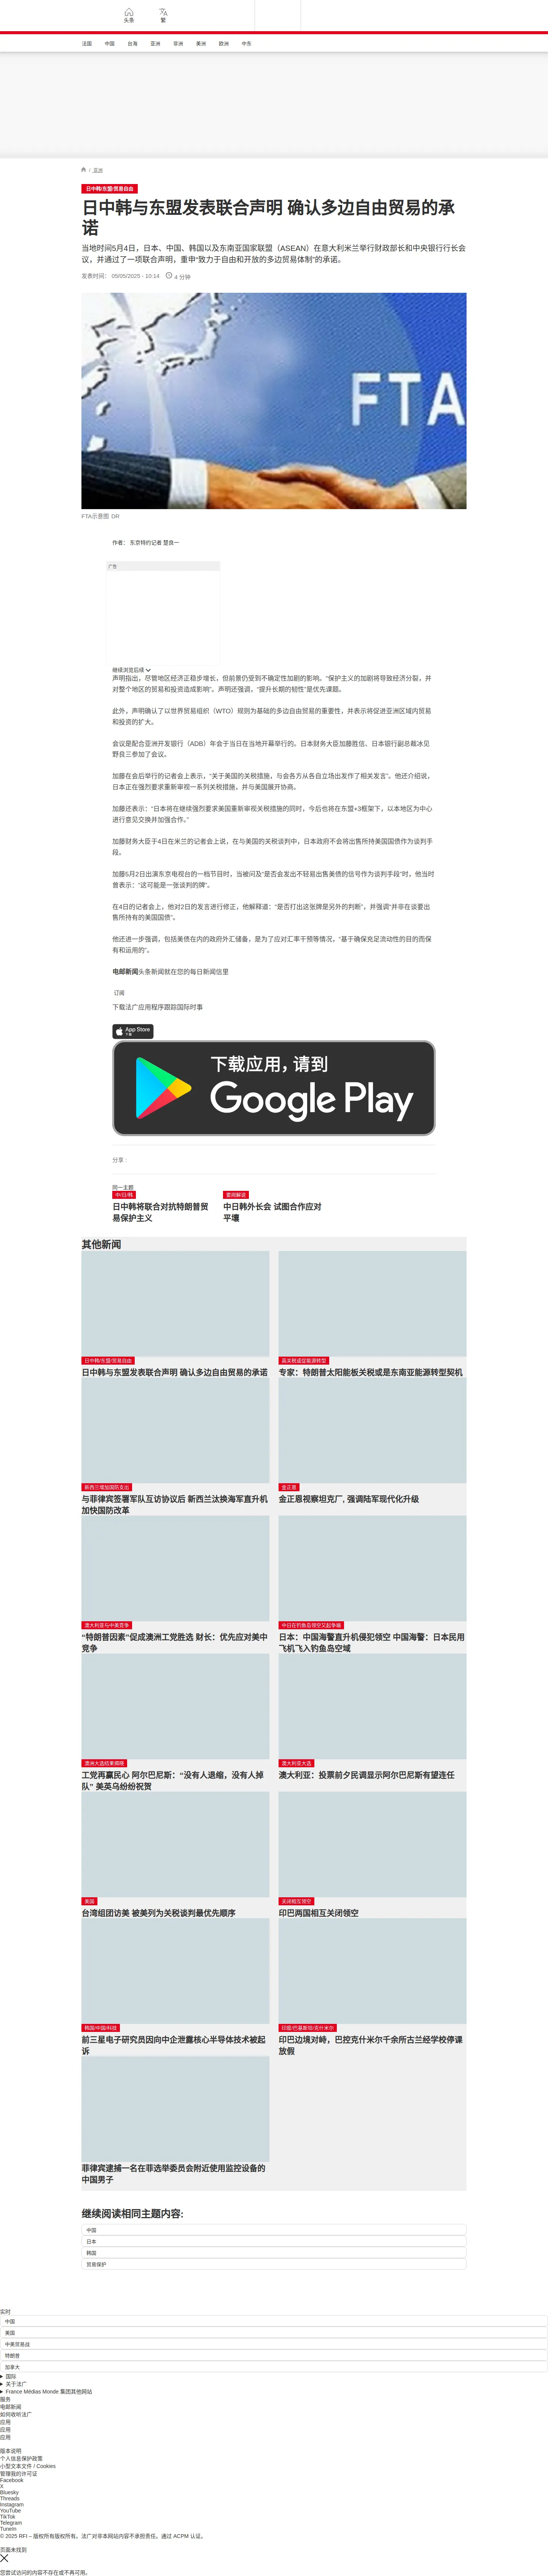 头条
繁
法国 中国 台海 亚洲 非洲 美洲 欧洲 中东
/ 亚洲
日中韩/东盟/贸易自由
日中韩与东盟发表联合声明 确认多边自由贸易的承
诺
当地时间5月4日，日本、中国、韩国以及东南亚国家联盟（ASEAN）在意大利米兰举行财政部长和中央银行行长会
议，并通过了一项联合声明，重申“致力于自由和开放的多边贸易体制”的承诺。
发表时间： 05/05/2025 - 10:14 4 分钟
FTA
FTA示意图 DR
作者： 东京特约记者 楚良一
广告
继续浏览后续
声明指出，尽管地区经济正稳步增长，但前景仍受到不确定性加剧的影响。“保护主义的加剧将导致经济分裂，并
对整个地区的贸易和投资造成影响”。声明还强调，“提升长期的韧性”是优先课题。
此外，声明确认了以世界贸易组织（WTO）规则为基础的多边自由贸易的重要性，并表示将促进亚洲区域内贸易
和投资的扩大。
会议是配合亚洲开发银行（ADB）年会于当日在当地开幕举行的。日本财务大臣加藤胜信、日本银行副总裁冰见
野良三参加了会议。
加藤在会后举行的记者会上表示，“关于美国的关税措施，与会各方从各自立场出发作了相关发言”。他还介绍说，
日本正在强烈要求重新审视一系列关税措施，并与美国展开协商。
加藤还表示：“日本将在继续强烈要求美国重新审视关税措施的同时，今后也将在东盟+3框架下，以本地区为中心
进行意见交换并加强合作。”
加藤财务大臣于4日在米兰的记者会上说，在与美国的关税谈判中，日本政府不会将出售所持美国国债作为谈判手
段。
加藤5月2日出演东京电视台的一档节目时，当被问及“是否会发出不轻易出售美债的信号作为谈判手段”时，他当时
曾表示：“这可能是一张谈判的牌”。
在4日的记者会上，他对2日的发言进行修正，他解释道：“是否打出这张牌是另外的判断”，并强调“并非在谈要出
售所持有的美国国债”。
他还进一步强调，包括美债在内的政府外汇储备，是为了应对汇率干预等情况，“基于确保充足流动性的目的而保
有和运用的”。
电邮新闻头条新闻就在您的每日新闻信里
订阅
下载法广应用程序跟踪国际时事
App Store
下载
下载应用，请到
Google Play
分享 :
同一主题
中/日/韩
日中韩将联合对抗特朗普贸
易保护主义
要闻解说
中日韩外长会 试图合作应对
平壤
其他新闻
日中韩/东盟/贸易自由
日中韩与东盟发表联合声明 确认多边自由贸易的承诺
高关税或促能源转型
专家：特朗普太阳能板关税或是东南亚能源转型契机
新西兰增加国防支出
与菲律宾签署军队互访协议后 新西兰汰换海军直升机
加快国防改革
金正恩
金正恩视察坦克厂, 强调陆军现代化升级
澳大利亚与中美竞争
“特朗普因素”促成澳洲工党胜选 财长：优先应对美中
竞争
中日在钓鱼岛领空又起争端
日本：中国海警直升机侵犯领空 中国海警：日本民用
飞机飞入钓鱼岛空域
澳洲大选结果揭晓
工党再赢民心 阿尔巴尼斯：“没有人退缩，没有人掉
队” 美英乌纷纷祝贺
澳大利亚大选
澳大利亚：投票前夕民调显示阿尔巴尼斯有望连任
美国
台湾组团访美 被美列为关税谈判最优先顺序
关闭相互领空
印巴两国相互关闭领空
韩国/中国/科技
前三星电子研究员因向中企泄露核心半导体技术被起
诉
印度/巴基斯坦/克什米尔
印巴边境对峙，巴控克什米尔千余所古兰经学校停课
放假
菲律宾逮捕一名在菲选举委员会附近使用监控设备的
中国男子
继续阅读相同主题内容:
中国
日本
韩国
贸易保护
实时
中国
美国
中美贸易战
特朗普
加拿大
国际
关于法广
France Médias Monde 集团其他网站
服务
电邮新闻
如何收听法广
应用
应用
应用
版本说明
个人信息保护政策
小型文本文件 / Cookies
管理我的许可证
Facebook
X
Bluesky
Threads
Instagram
YouTube
TikTok
Telegram
TuneIn
© 2025 RFI – 版权所有版权所有。法广对非本网站内容不承担责任。通过 ACPM 认证。
页面未找到
您尝试访问的内容不存在或不再可用。